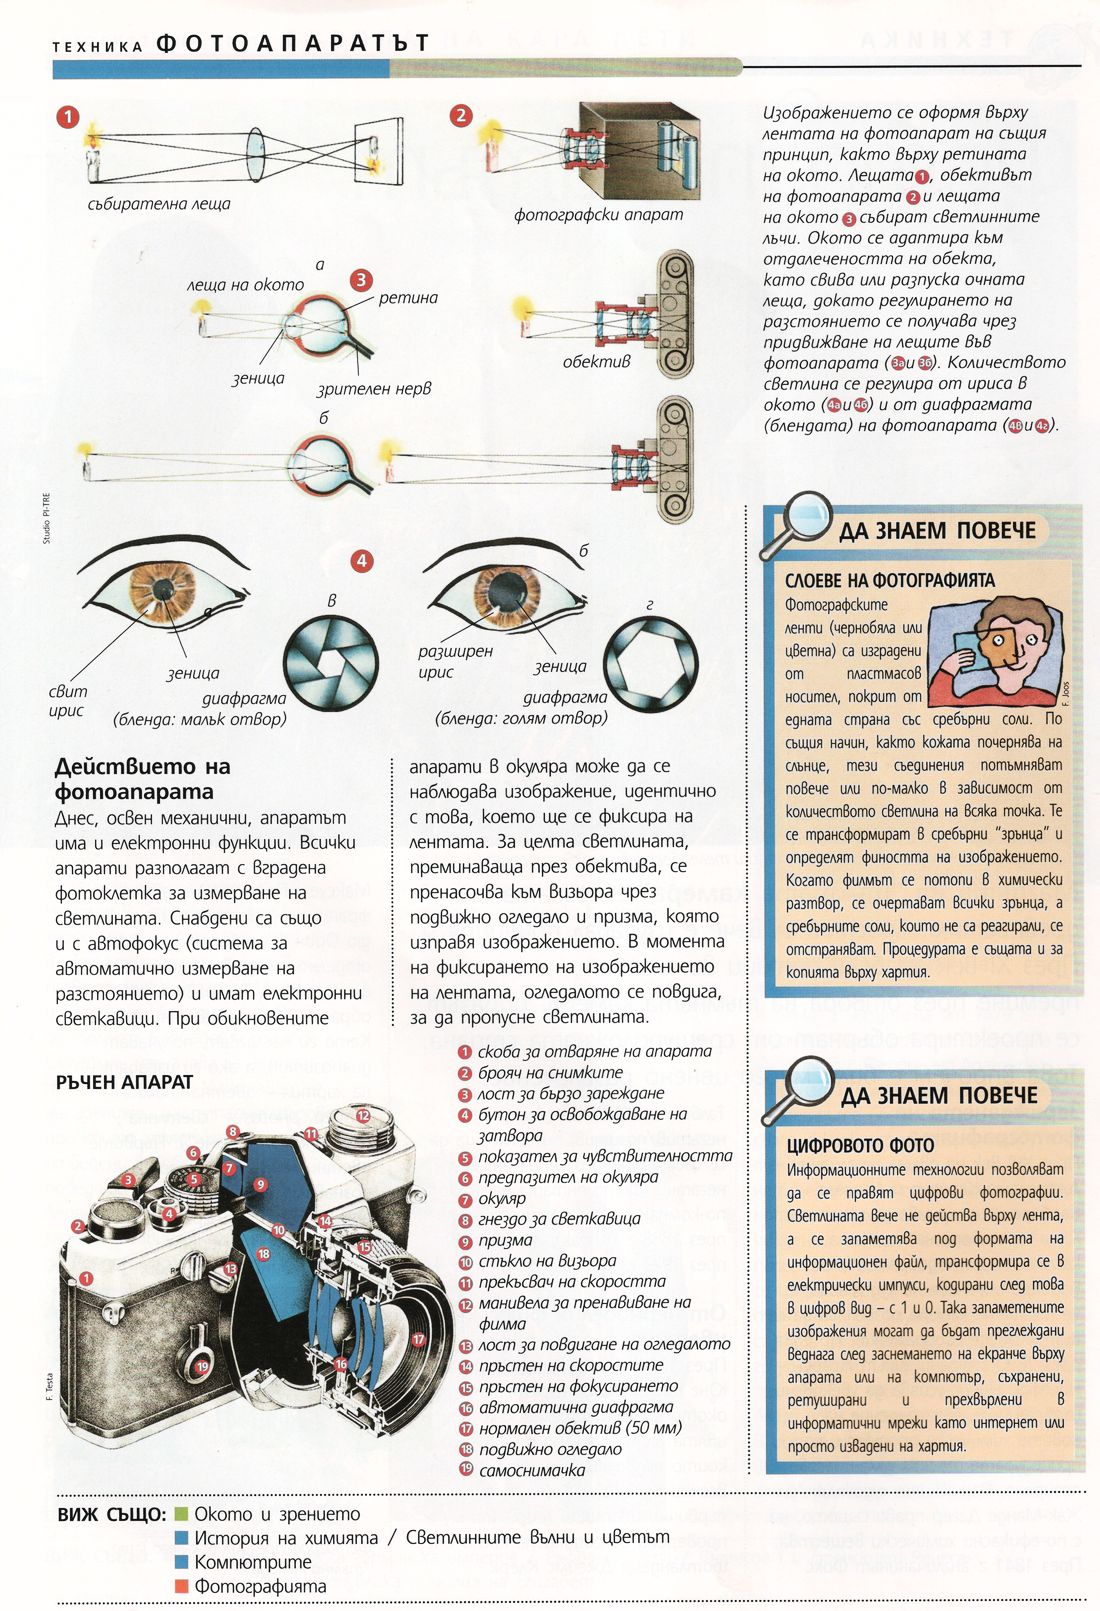 ТЕХНИКА ФОТОАПАРАТЪТ
1
събирателна леща
2
фотографски апарат
Изображението се оформя върху
лентата на фотоапарат на същия
принцип, както върху ретината
на окото. Лещата 1, обективът
на фотоапарата 2 и лещата
на окото 3 събират светлинните
лъчи. Окото се адаптира към
отдалечеността на обекта,
като свива или разпуска очната
леща, докато регулирането на
разстоянието се получава чрез
придвижване на лещите във
фотоапарата (3а и 3б). Количеството
светлина се регулира от ириса в
окото (4а и 4б) и от диафрагмата
(блендата) на фотоапарата (4в и 4г).
а
3
леща на окото
ретина
зеница
зрителен нерв
обектив
б
Studio PI-TRE
4
б
в
г
свит
ирис
зеница
диафрагма
(бленда: малък отвор)
разширен
ирис
зеница
диафрагма
(бленда: голям отвор)
Действието на
фотоапарата
Днес, освен механични, апаратът
има и електронни функции. Всички
апарати разполагат с вградена
фотоклетка за измерване на
светлината. Снабдени са също
и с автофокус (система за
автоматично измерване на
разстоянието) и имат електронни
светкавици. При обикновените
апарати в окуляра може да се
наблюдава изображение, идентично
с това, което ще се фиксира на
лентата. За целта светлината,
преминаваща през обектива, се
пренасочва към визьора чрез
подвижно огледало и призма, която
изправя изображението. В момента
на фиксирането на изображението
на лентата, огледалото се повдига,
за да пропусне светлината.
ДА ЗНАЕМ ПОВЕЧЕ
СЛОЕВЕ НА ФОТОГРАФИЯТА
Фотографските
ленти (чернобяла или
цветна) са изградени
от пластмасов
носител, покрит от
едната страна със сребърни соли. По
същия начин, както кожата почернява на
слънце, тези съединения потъмняват
повече или по-малко в зависимост от
количеството светлина на всяка точка. Те
се трансформират в сребърни "зрънца" и
определят финоста на изображението.
Когато филмът се потопи в химически
разтвор, се очертават всички зрънца, а
сребърните соли, които не са реагирали, се
отстраняват. Процедурата е същата и за
копията върху хартия.
F. Joos
РЪЧЕН АПАРАТ
1 скоба за отваряне на апарата
2 брояч на снимките
3 лост за бързо зареждане
4 бутон за освобождаване на
затвора
5 показател за чувствителността
6 предпазител на окуляра
7 окуляр
8 гнездо за светкавица
9 призма
10 стъкло на визьора
11 прекъсвач на скоростта
12 манивела за пренавиване на
филма
13 лост за повдигане на огледалото
14 пръстен на скоростите
15 пръстен на фокусирането
16 автоматична диафрагма
17 нормален обектив (50 мм)
18 подвижно огледало
19 самоснимачка
1
2
3
4
5
6
7
8
9
10
11
12
13
14
15
16
17
18
19
R
F. Testa
ДА ЗНАЕМ ПОВЕЧЕ
ЦИФРОВОТО ФОТО
Информационните технологии позволяват
да се правят цифрови фотографии.
Светлината вече не действа върху лента,
а се запаметява под формата на
информационен файл, трансформира се в
електрически импулси, кодирани след това
в цифров вид – с 1 и 0. Така запаметените
изображения могат да бъдат преглеждани
веднага след заснемането на екранче върху
апарата или на компютър, съхранени,
ретуширани и прехвърлени в
информатични мрежи като интернет или
просто извадени на хартия.
ВИЖ СЪЩО:
Окото и зрението
История на химията / Светлинните вълни и цветът
Компютрите
Фотографията